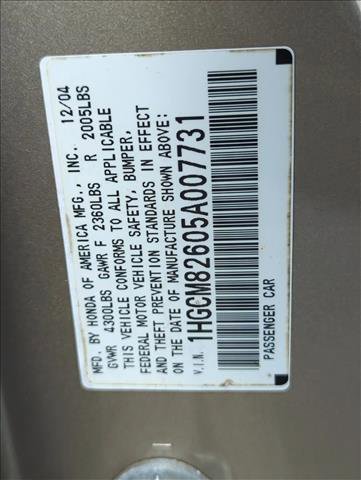 MFD. BY HONDA OF AMERICA MFG., INC. 12/04
GVWR 4300LBS GAWR F 2360LBS R 2005LBS
THIS VEHICLE CONFORMS TO ALL APPLICABLE
FEDERAL MOTOR VEHICLE SAFETY, BUMPER,
AND THEFT PREVENTION STANDARDS IN EFFECT
ON THE DATE OF MANUFACTURE SHOWN ABOVE.
V.I.N. 1HGCM82605A007731
PASSENGER CAR